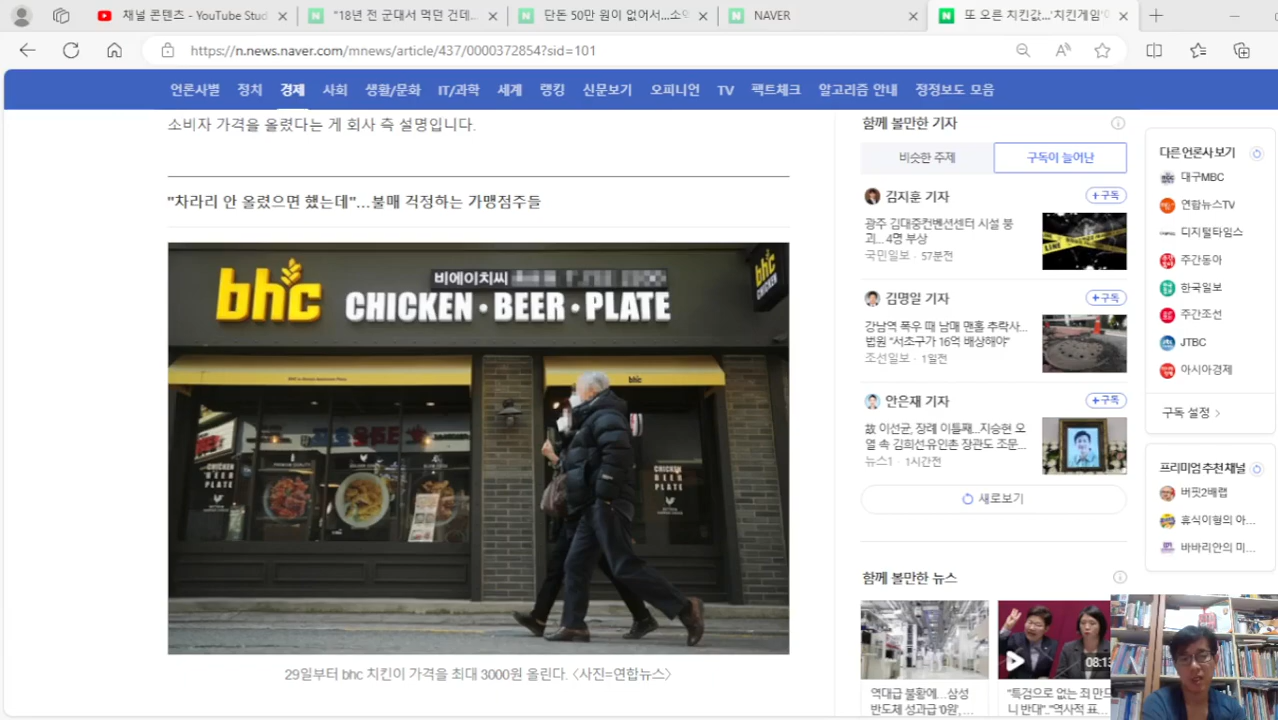 채널 콘텐츠 - YouTube Stud
"18년 전 군대서 먹던 건데...
단돈 50만 원이 없어서...소
NAVER
또 오른 치킨값...'치킨게임'
https://n.news.naver.com/mnews/article/437/0000372854?sid=101
언론사별 정치 경제 사회 생활/문화 IT/과학 세계 랭킹 신문보기 오피니언 TV 팩트체크 알고리즘 안내 정정보도 모음
소비자 가격을 올렸다는 게 회사 측 설명입니다.
"차라리 안 올렸으면 했는데"...불매 걱정하는 가맹점주들
bhc
비에이치씨
CHICKEN·BEER·PLATE
bhc
bhc
CHICKEN
BEER
PLATE
CHICKEN
BEER
PLATE
29일부터 bhc 치킨이 가격을 최대 3000원 올린다. <사진=연합뉴스>
함께 볼만한 기자
비슷한 주제
구독이 늘어난
김지훈 기자
+구독
광주 김대중컨벤션센터 시설 붕
괴... 4명 부상
국민일보 · 57분전
LINE
김명일 기자
+구독
강남역 폭우 때 남매 맨홀 추락사...
법원 "서초구가 16억 배상해야"
조선일보 · 1일전
안은재 기자
+구독
故 이선균, 장례 이틀째...지승현 오
열 속 김희선·유인촌 장관도 조문...
뉴스1 · 1시간전
새로보기
함께 볼만한 뉴스
08:13
역대급 불황에... 삼성
반도체 성과급 '0원', ...
"특검으로 없는 죄 만드
니 반대"·"역사적 표...
다른 언론사 보기
대구MBC
연합뉴스TV
디지털타임스
주간동아
한국일보
주간조선
JTBC
아시아경제
구독 설정
프리미엄 추천 채널
버핏2배랩
휴식이형의 아...
바바리안의 미...